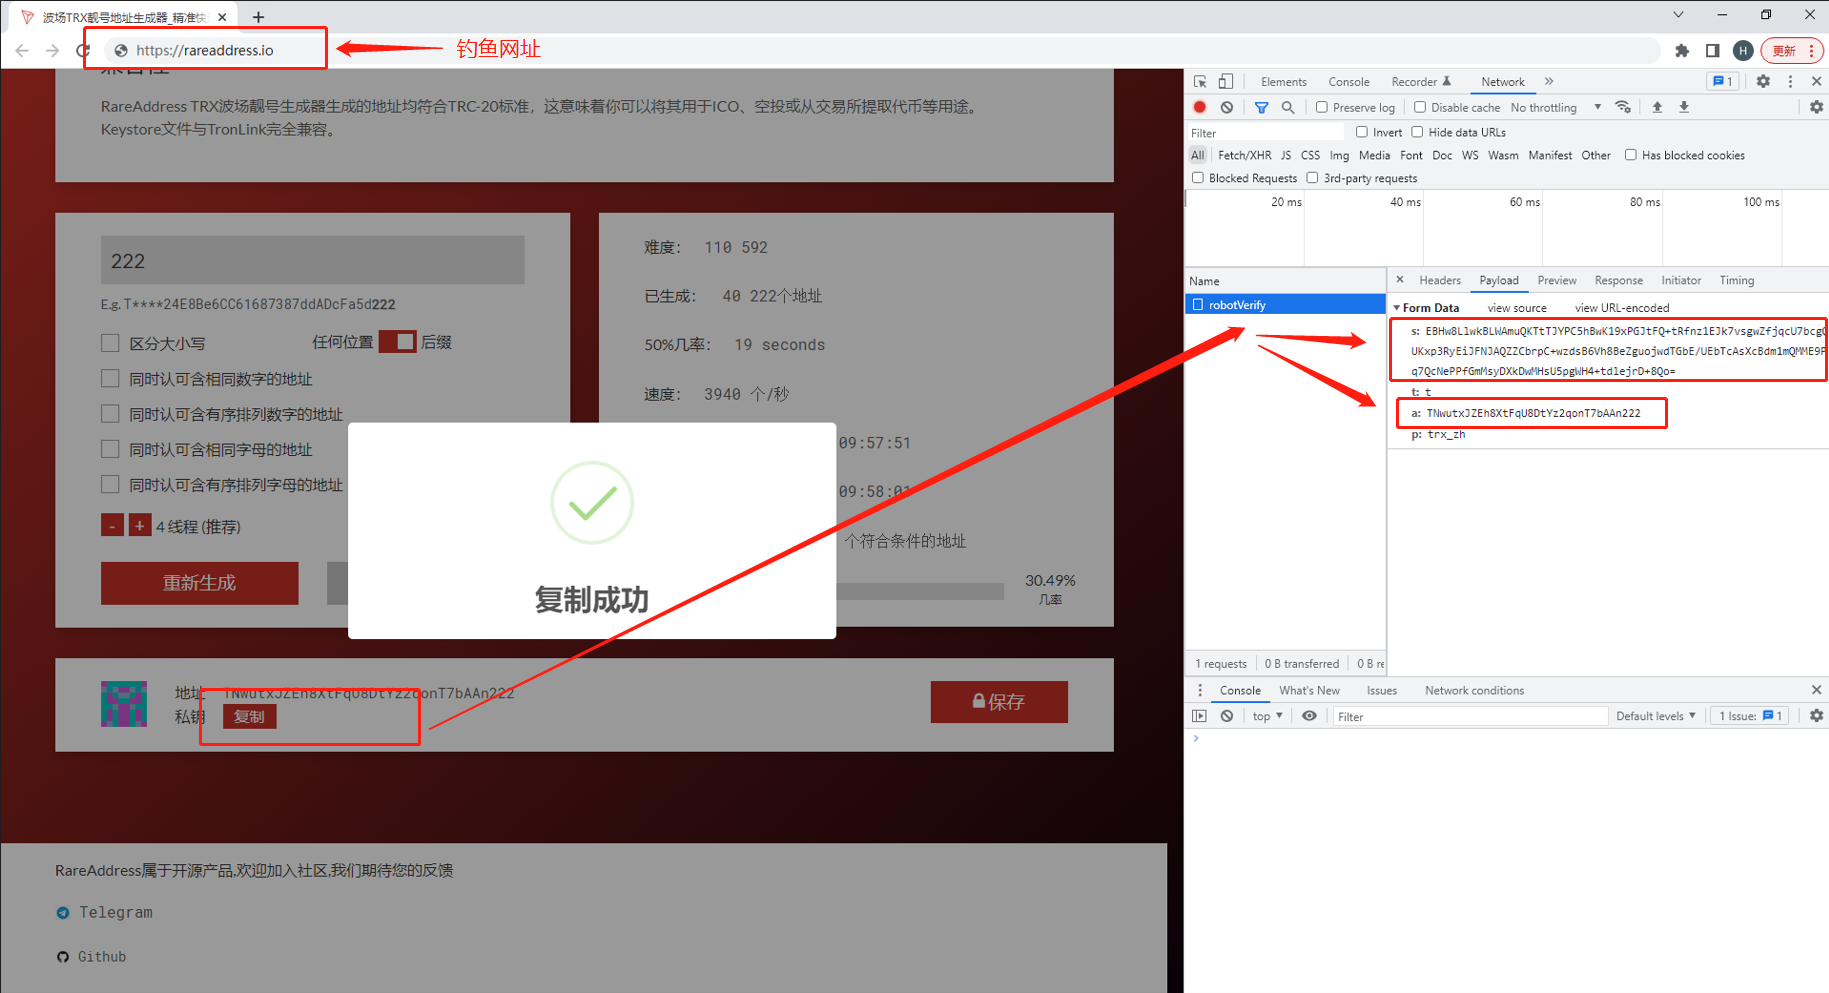 波场TRX靓号地址生成器_精准快
https://rareaddress.io
钓鱼网址
更新
H
兼容性
RareAddress TRX波场靓号生成器生成的地址均符合TRC-20标准，这意味着你可以将其用于ICO、空投或从交易所提取代币等用途。
Keystore文件与TronLink完全兼容。
222
E.g. T****24E8Be6CC61687387ddADcFa5d222
区分大小写
任何位置 后缀
同时认可含相同数字的地址
同时认可含有序排列数字的地址
同时认可含相同字母的地址
同时认可含有序排列字母的地址
- + 4 线程 (推荐)
重新生成
难度： 110 592
已生成： 40 222个地址
50%几率： 19 seconds
速度： 3940 个/秒
09:57:51
09:58:01
个符合条件的地址
30.49%
几率
复制成功
地址 TNwutxJZEh8XtFqU8DtYz2qonT7bAAn222
私钥 复制
保存
RareAddress属于开源产品,欢迎加入社区,我们期待您的反馈
Telegram
Github
Elements Console Recorder Network » 1
Preserve log Disable cache No throttling
Filter Invert Hide data URLs
All Fetch/XHR JS CSS Img Media Font Doc WS Wasm Manifest Other Has blocked cookies
Blocked Requests 3rd-party requests
20 ms 40 ms 60 ms 80 ms 100 ms
Name
robotVerify
× Headers Payload Preview Response Initiator Timing
Form Data view source view URL-encoded
s: EBHw8LlwkBLWAmuQKTtTJYPC5hBwK19xPGJtFQ+tRfnz1EJk7vsgwZfjqcU7bcgQ
UKxp3RyEiJFNJAQZZCbrpC+wzdsB6Vh8BeZguojwdTGbE/UEbTcAsXcBdm1mQMME9P
q7QcNePPfGmMsyDXkDwMHsU5pgWH4+tdlejrD+8Qo=
t: t
a: TNwutxJZEh8XtFqU8DtYz2qonT7bAAn222
p: trx_zh
1 requests 0 B transferred 0 B re
Console What's New Issues Network conditions
top Filter Default levels 1 Issue: 1